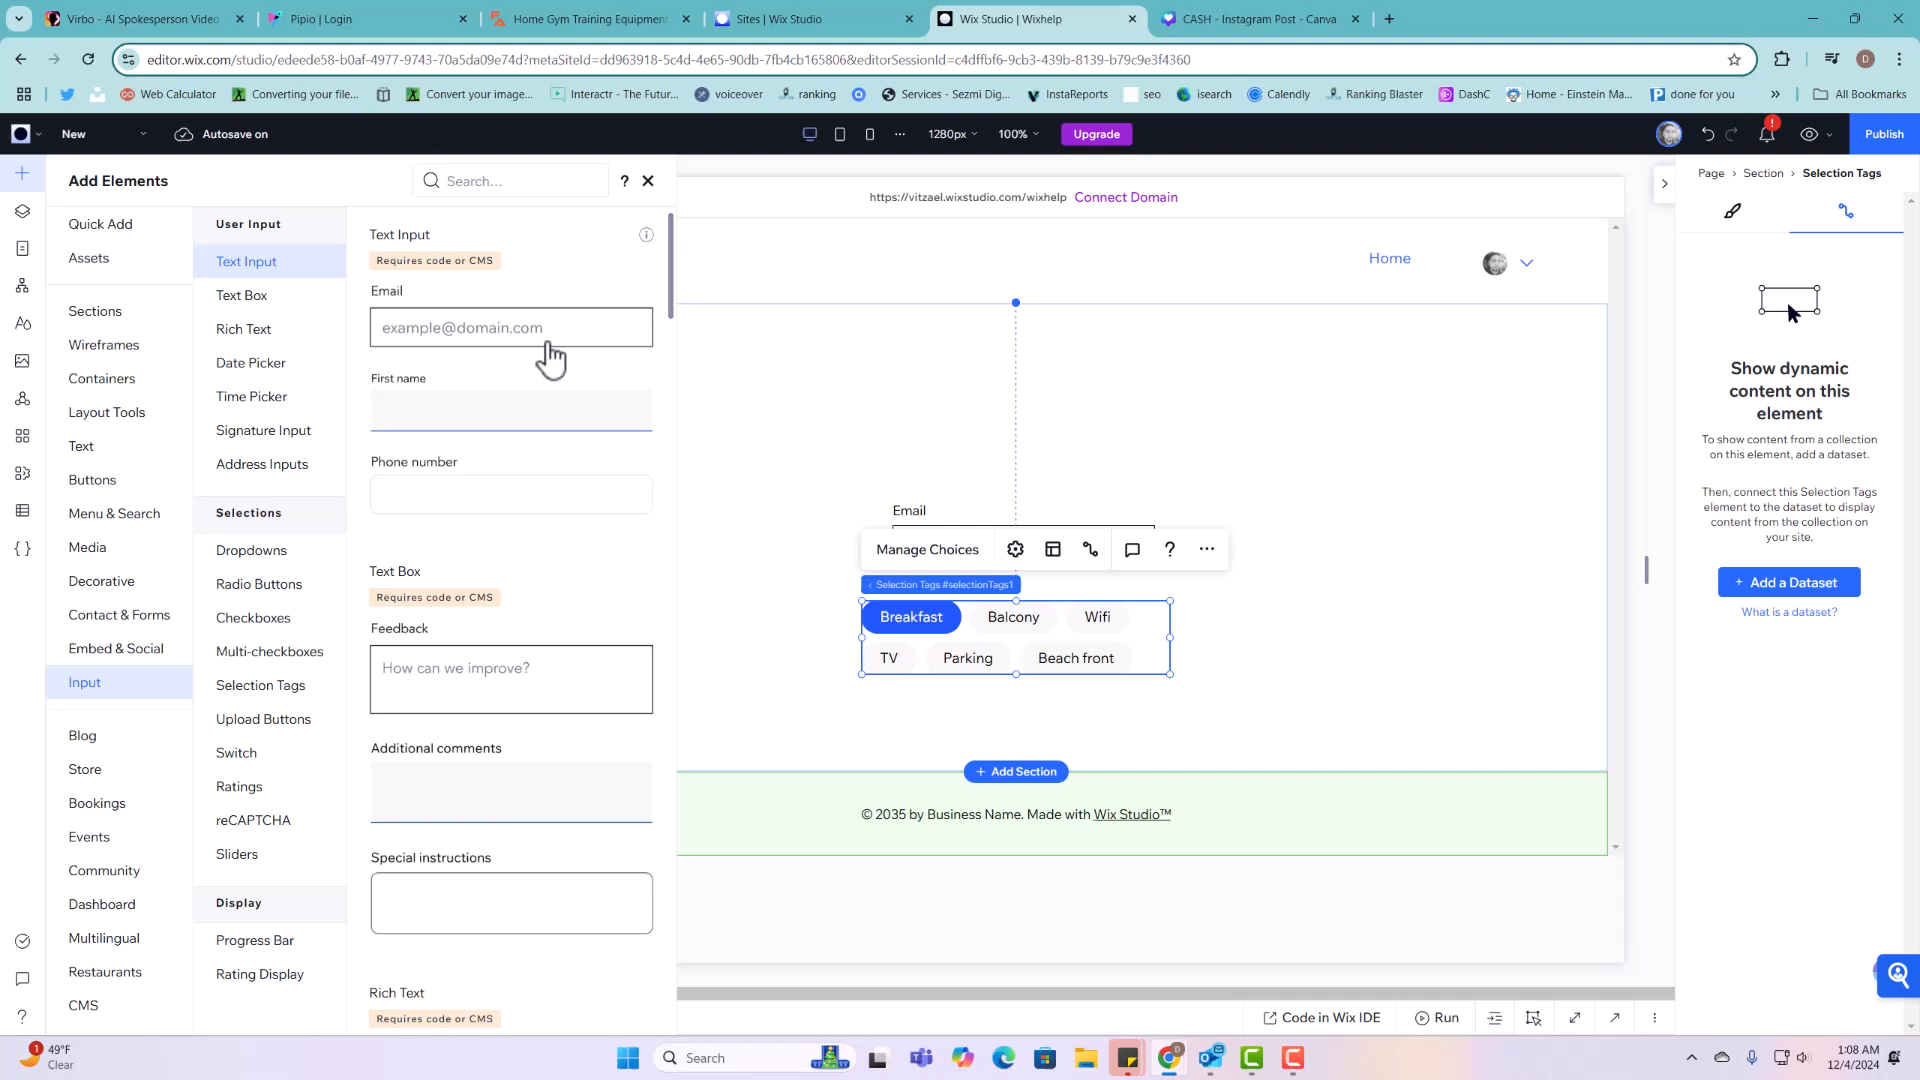 Virbo - AI Spokesperson Video
Pipio | Login
Home Gym Training Equipment
Sites | Wix Studio
Wix Studio | Wixhelp
CASH - Instagram Post - Canva
editor.wix.com/studio/edeede58-b0af-4977-9743-70a5da09e74d?metaSiteId=dd963918-5c4d-4e65-90db-7fb4cb165806&editorSessionId=c4dffbf6-9cb3-439b-8139-b79c9e3f4360
D
Web Calculator
Converting your file...
Convert your image...
Interactr - The Futur...
voiceover
ranking
Services - Sezmi Dig...
InstaReports
seo
isearch
Calendly
Ranking Blaster
DashC
Home - Einstein Ma...
done for you
All Bookmarks
New
Autosave on
1280px
100%
Upgrade
Publish
Add Elements
Search...
?
Quick Add
Assets
Sections
Wireframes
Containers
Layout Tools
Text
Buttons
Menu & Search
Media
Decorative
Contact & Forms
Embed & Social
Input
Blog
Store
Bookings
Events
Community
Dashboard
Multilingual
Restaurants
CMS
User Input
Text Input
Text Box
Rich Text
Date Picker
Time Picker
Signature Input
Address Inputs
Selections
Dropdowns
Radio Buttons
Checkboxes
Multi-checkboxes
Selection Tags
Upload Buttons
Switch
Ratings
reCAPTCHA
Sliders
Display
Progress Bar
Rating Display
Text Input
Requires code or CMS
Email
example@domain.com
First name
Phone number
Text Box
Requires code or CMS
Feedback
How can we improve?
Additional comments
Special instructions
Rich Text
Requires code or CMS
https://vitzael.wixstudio.com/wixhelp Connect Domain
Home
Email
Manage Choices
?
Selection Tags #selectionTags1
Breakfast Balcony Wifi
TV Parking Beach front
+ Add Section
© 2035 by Business Name. Made with Wix Studio™
Code in Wix IDE
Run
Page > Section > Selection Tags
Show dynamic
content on this
element
To show content from a collection
on this element, add a dataset.
Then, connect this Selection Tags
element to the dataset to display
content from the collection on
your site.
+ Add a Dataset
What is a dataset?
1
49°F
Clear
Search
1:08 AM
12/4/2024